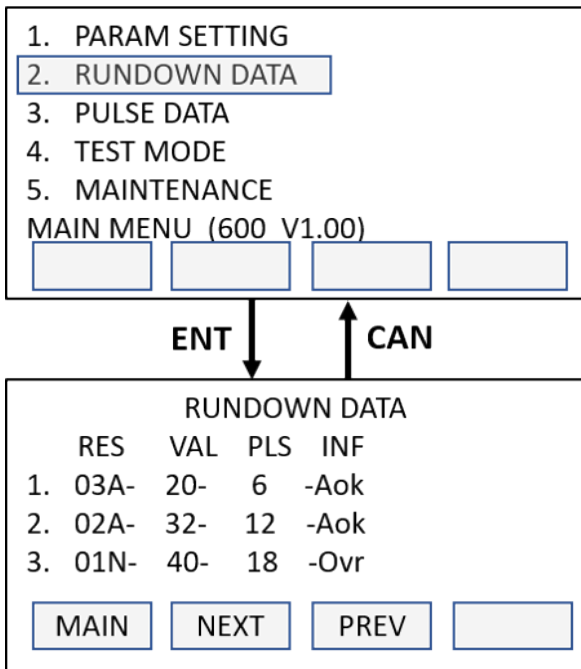 1. PARAM SETTING
2. RUNDOWN DATA
3. PULSE DATA
4. TEST MODE
5. MAINTENANCE
MAIN MENU (600 V1.00)
ENT CAN
RUNDOWN DATA
RES VAL PLS INF
1. 03A- 20- 6 -Aok
2. 02A- 32- 12 -Aok
3. 01N- 40- 18 -Ovr
MAIN NEXT PREV